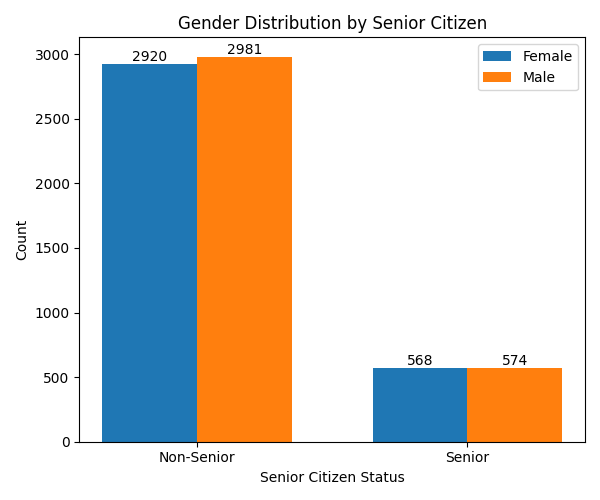 Gender Distribution by Senior Citizen
3000
2500
2000
1500
1000
500
0
Count
2920
2981
568
574
Female
Male
Non-Senior
Senior
Senior Citizen Status